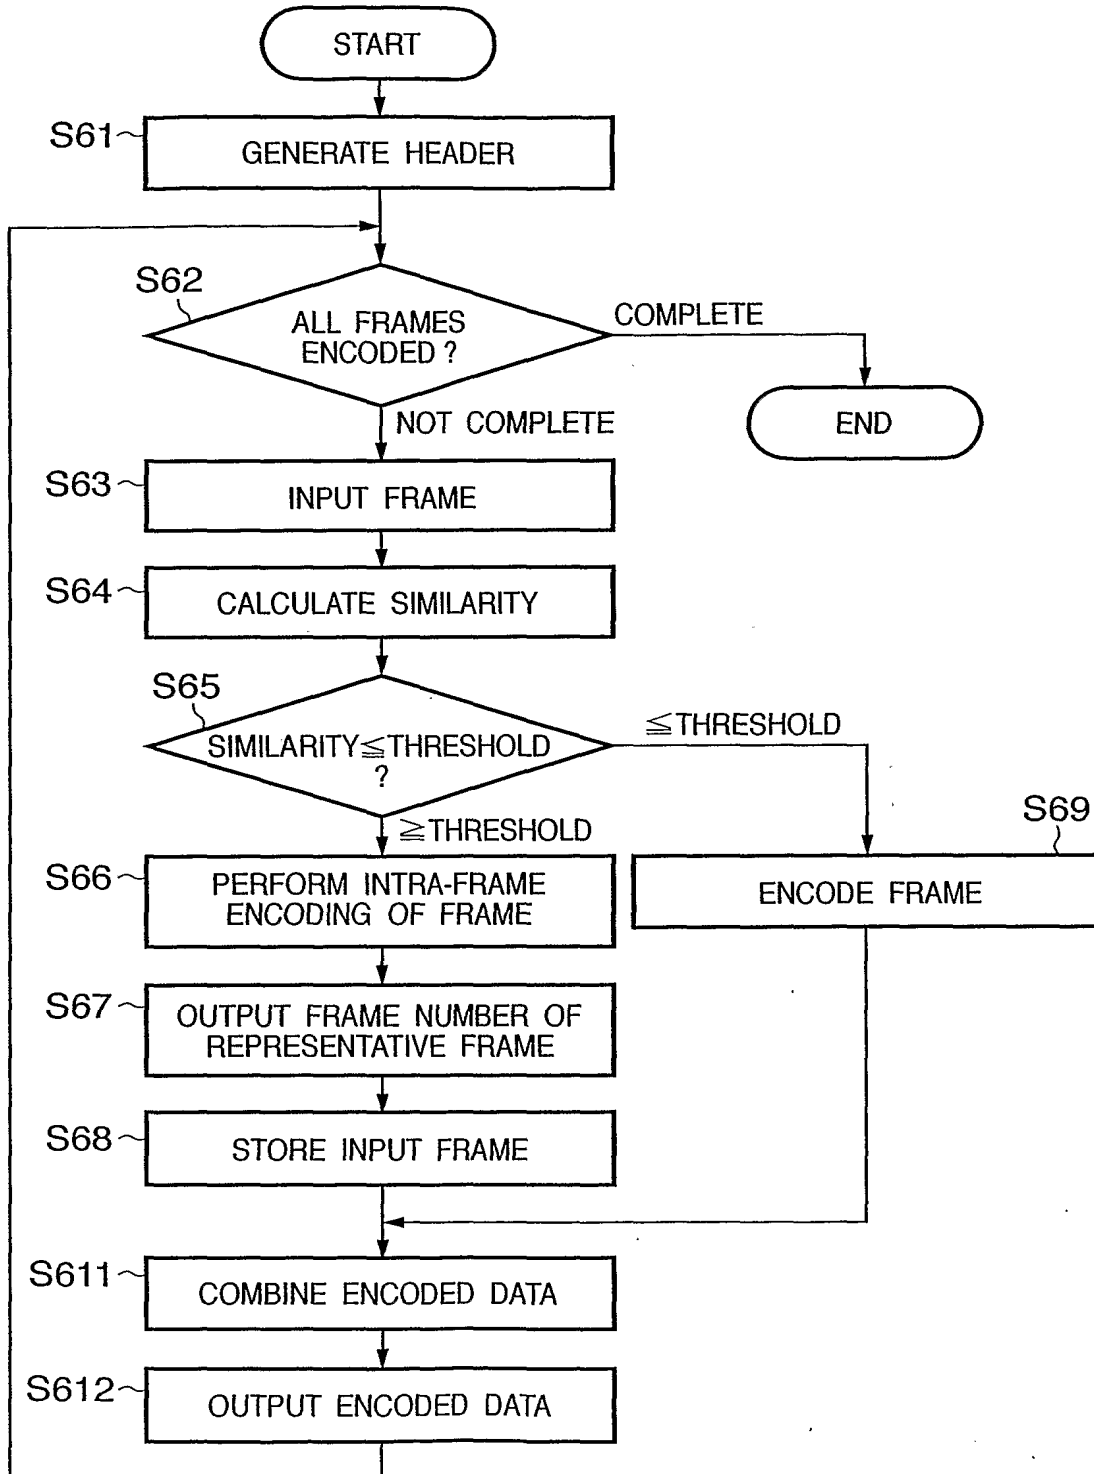 START
S61
GENERATE HEADER
S62
ALL FRAMES
ENCODED ?
COMPLETE
END
NOT COMPLETE
S63
INPUT FRAME
S64
CALCULATE SIMILARITY
S65
SIMILARITY≦THRESHOLD
?
≦THRESHOLD
≧THRESHOLD
S66
PERFORM INTRA-FRAME
ENCODING OF FRAME
S69
ENCODE FRAME
S67
OUTPUT FRAME NUMBER OF
REPRESENTATIVE FRAME
S68
STORE INPUT FRAME
S611
COMBINE ENCODED DATA
S612
OUTPUT ENCODED DATA